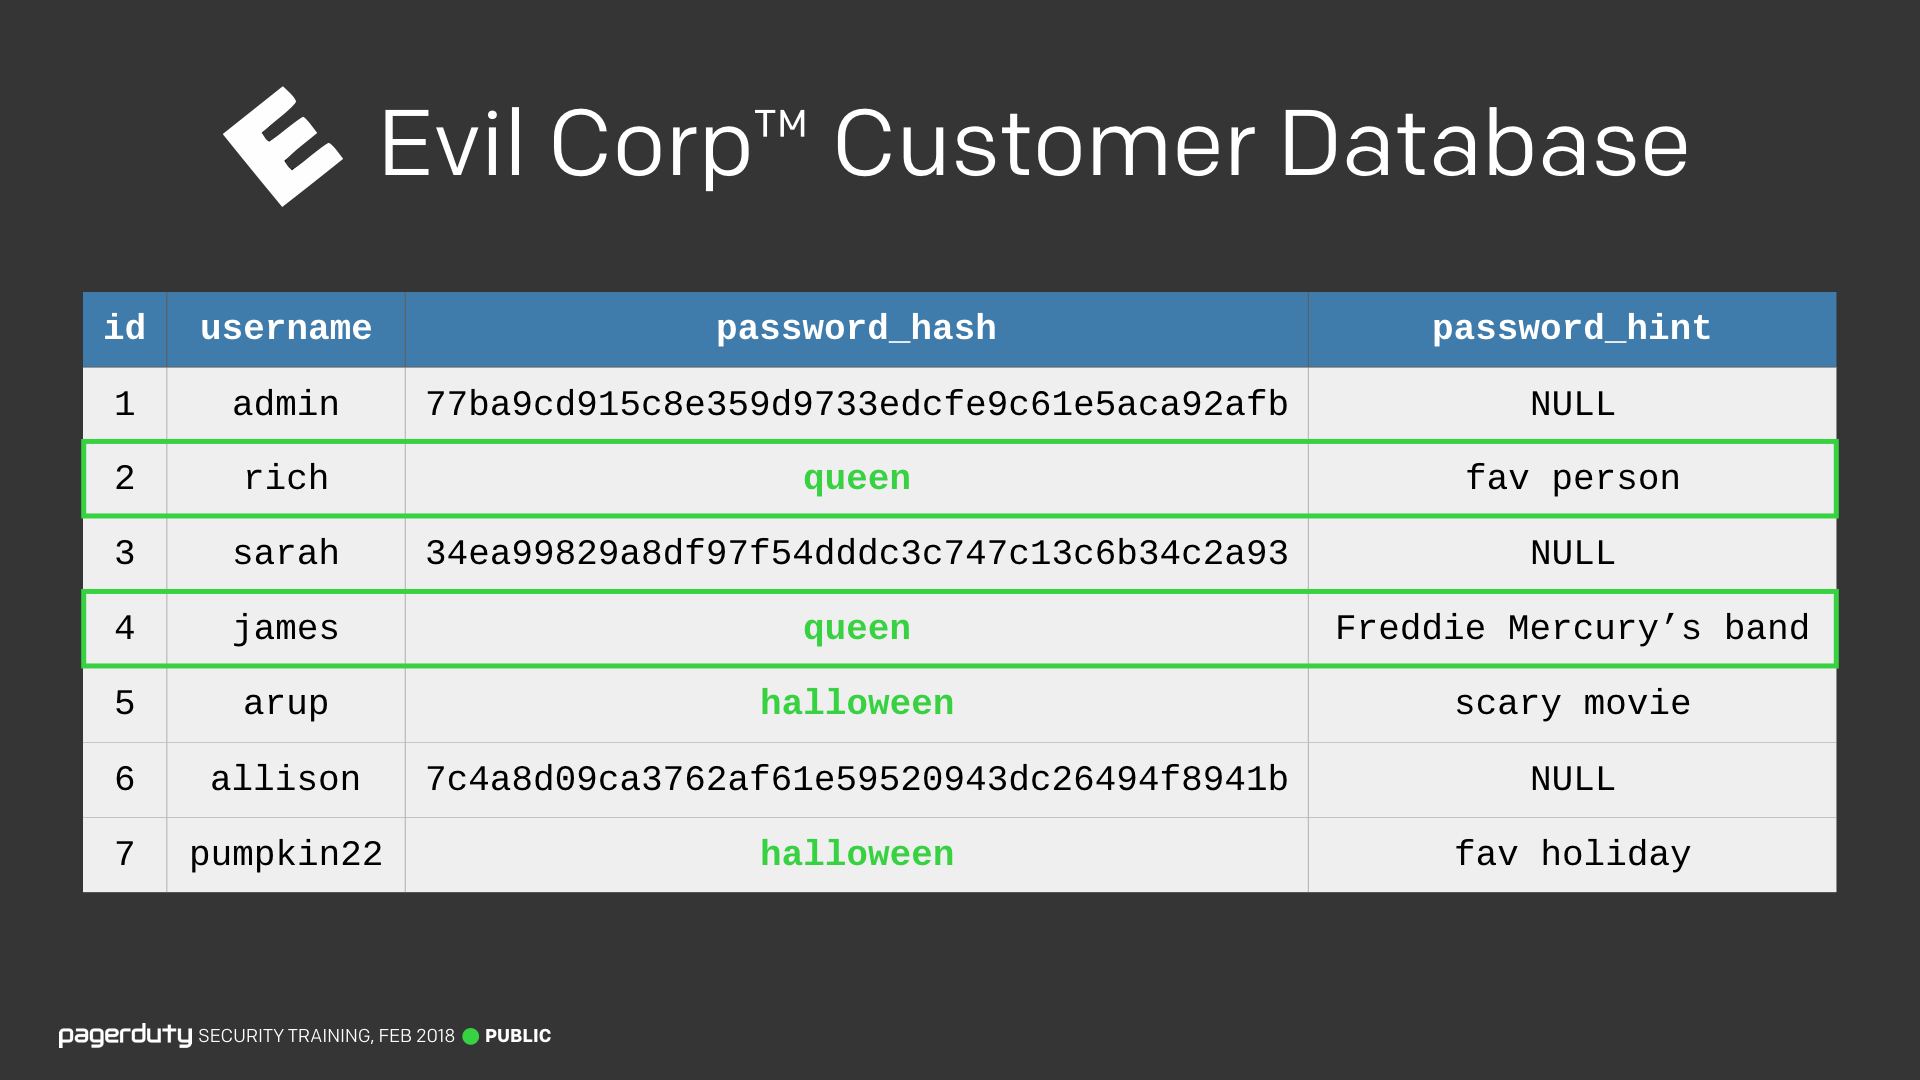 Evil Corp™ Customer Database
id username password_hash password_hint
1 admin 77ba9cd915c8e359d9733edcfe9c61e5aca92afb NULL
2 rich queen fav person
3 sarah 34ea99829a8df97f54dddc3c747c13c6b34c2a93 NULL
4 james queen Freddie Mercury’s band
5 arup halloween scary movie
6 allison 7c4a8d09ca3762af61e59520943dc26494f8941b NULL
7 pumpkin22 halloween fav holiday
pagerduty SECURITY TRAINING, FEB 2018 PUBLIC